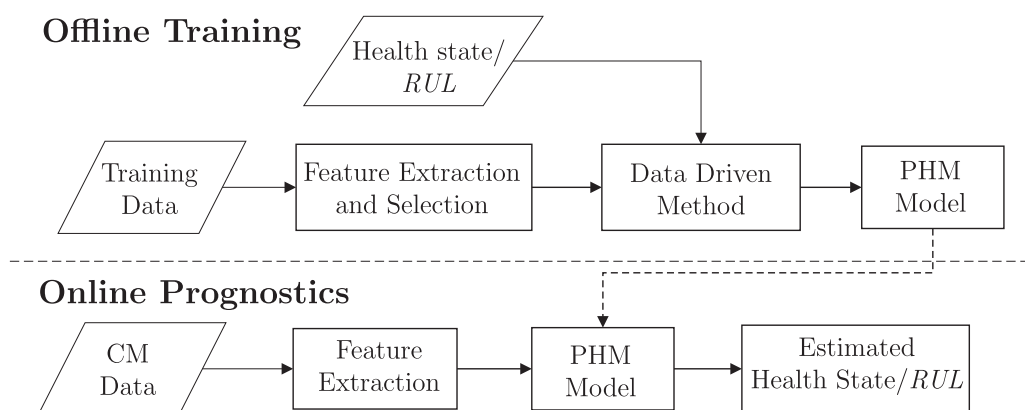 Offline Training
Health state/
RUL
Training
Data
Feature Extraction
and Selection
Data Driven
Method
PHM
Model
Online Prognostics
CM
Data
Feature
Extraction
PHM
Model
Estimated
Health State/RUL